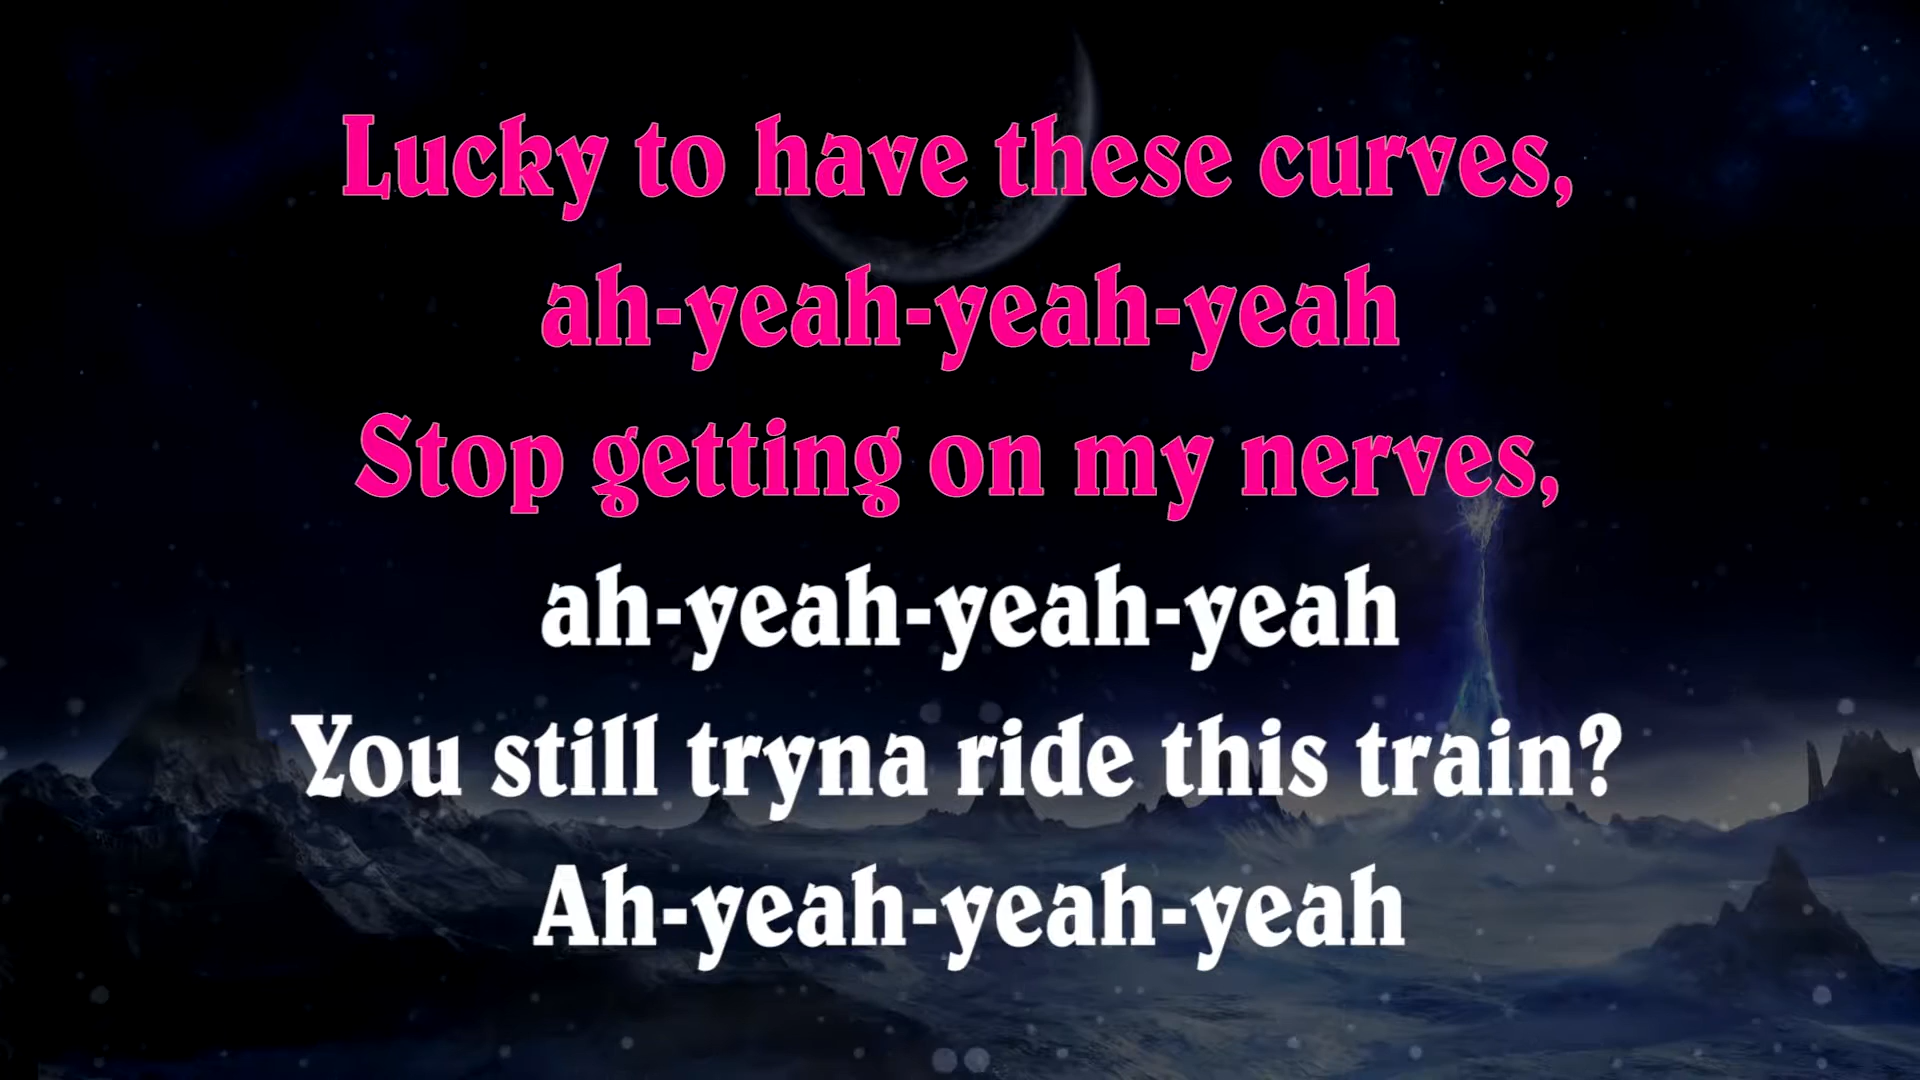 Lucky to have these curves,
ah-yeah-yeah-yeah
Stop getting on my nerves,
ah-yeah-yeah-yeah
You still tryna ride this train?
Ah-yeah-yeah-yeah